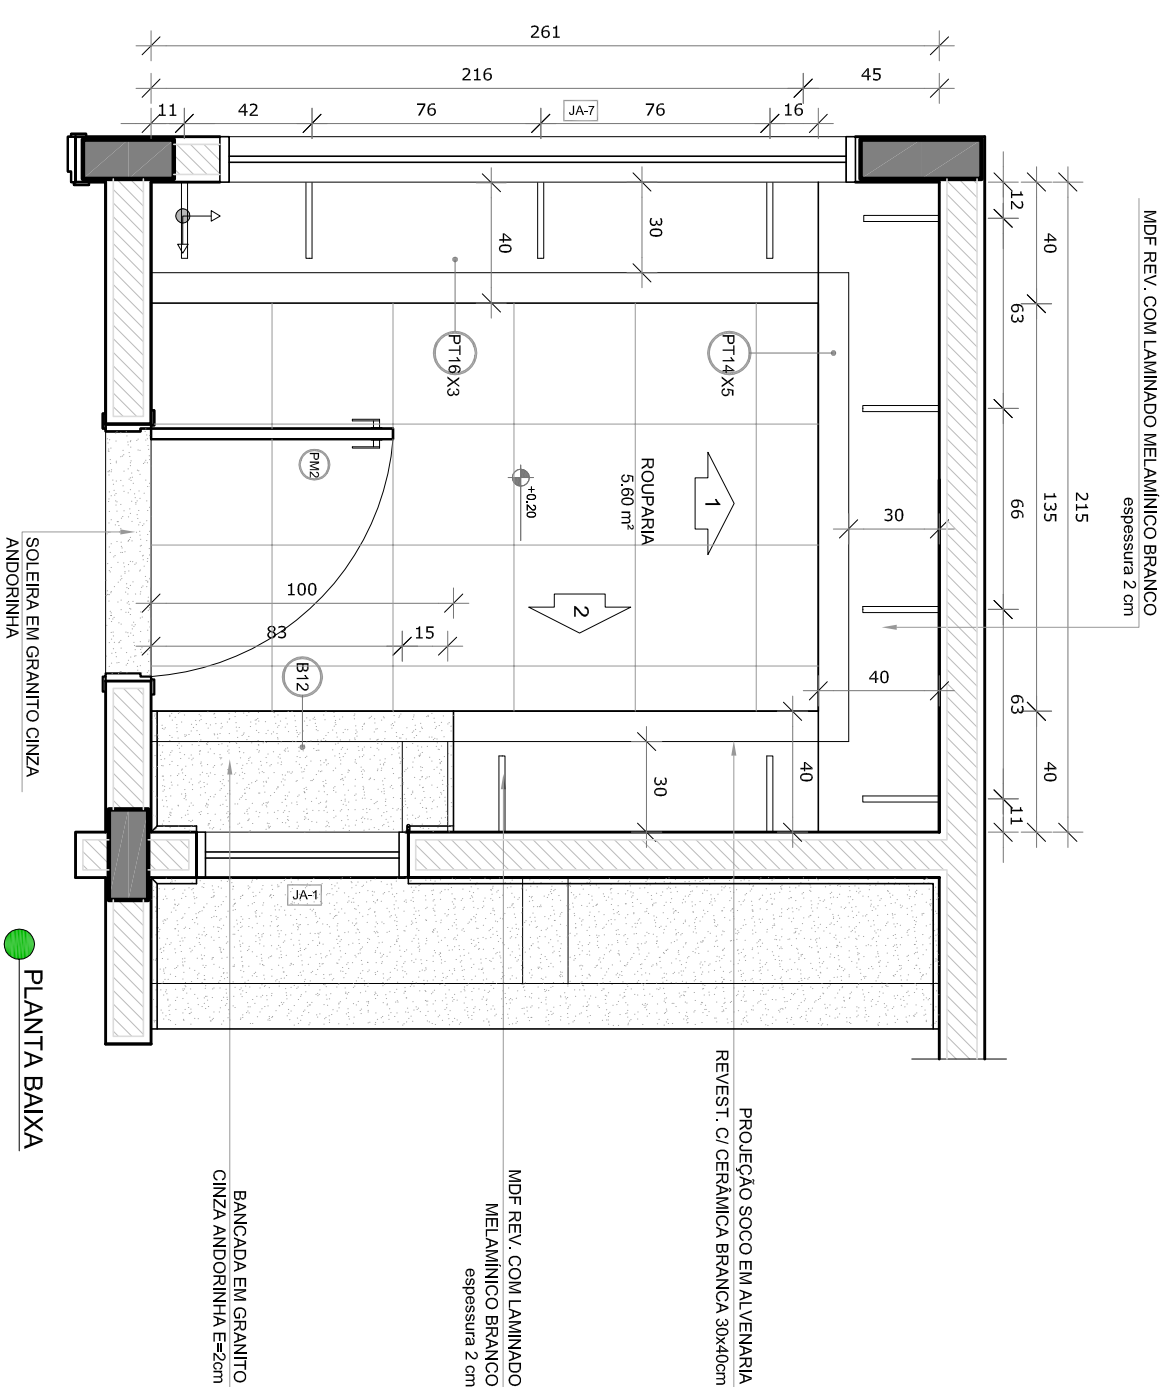 261
216
45
11
42
76
JA-7
76
16
12
40
63
66
135
215
63
40
11
MDF REV. COM LAMINADO MELAMÍNICO BRANCO
espessura 2 cm
40
30
PT16X3
PT14X5
PM2
+0,20
ROUPARIA
5.60 m²
1
2
30
100
83
15
B12
40
30
40
JA-1
SOLEIRA EM GRANITO CINZA
ANDORINHA
PLANTA BAIXA
PROJEÇÃO SOCO EM ALVENARIA
REVEST. C/ CERÂMICA BRANCA 30x40cm
MDF REV. COM LAMINADO
MELAMÍNICO BRANCO
espessura 2 cm
BANCADA EM GRANITO
CINZA ANDORINHA E=2cm